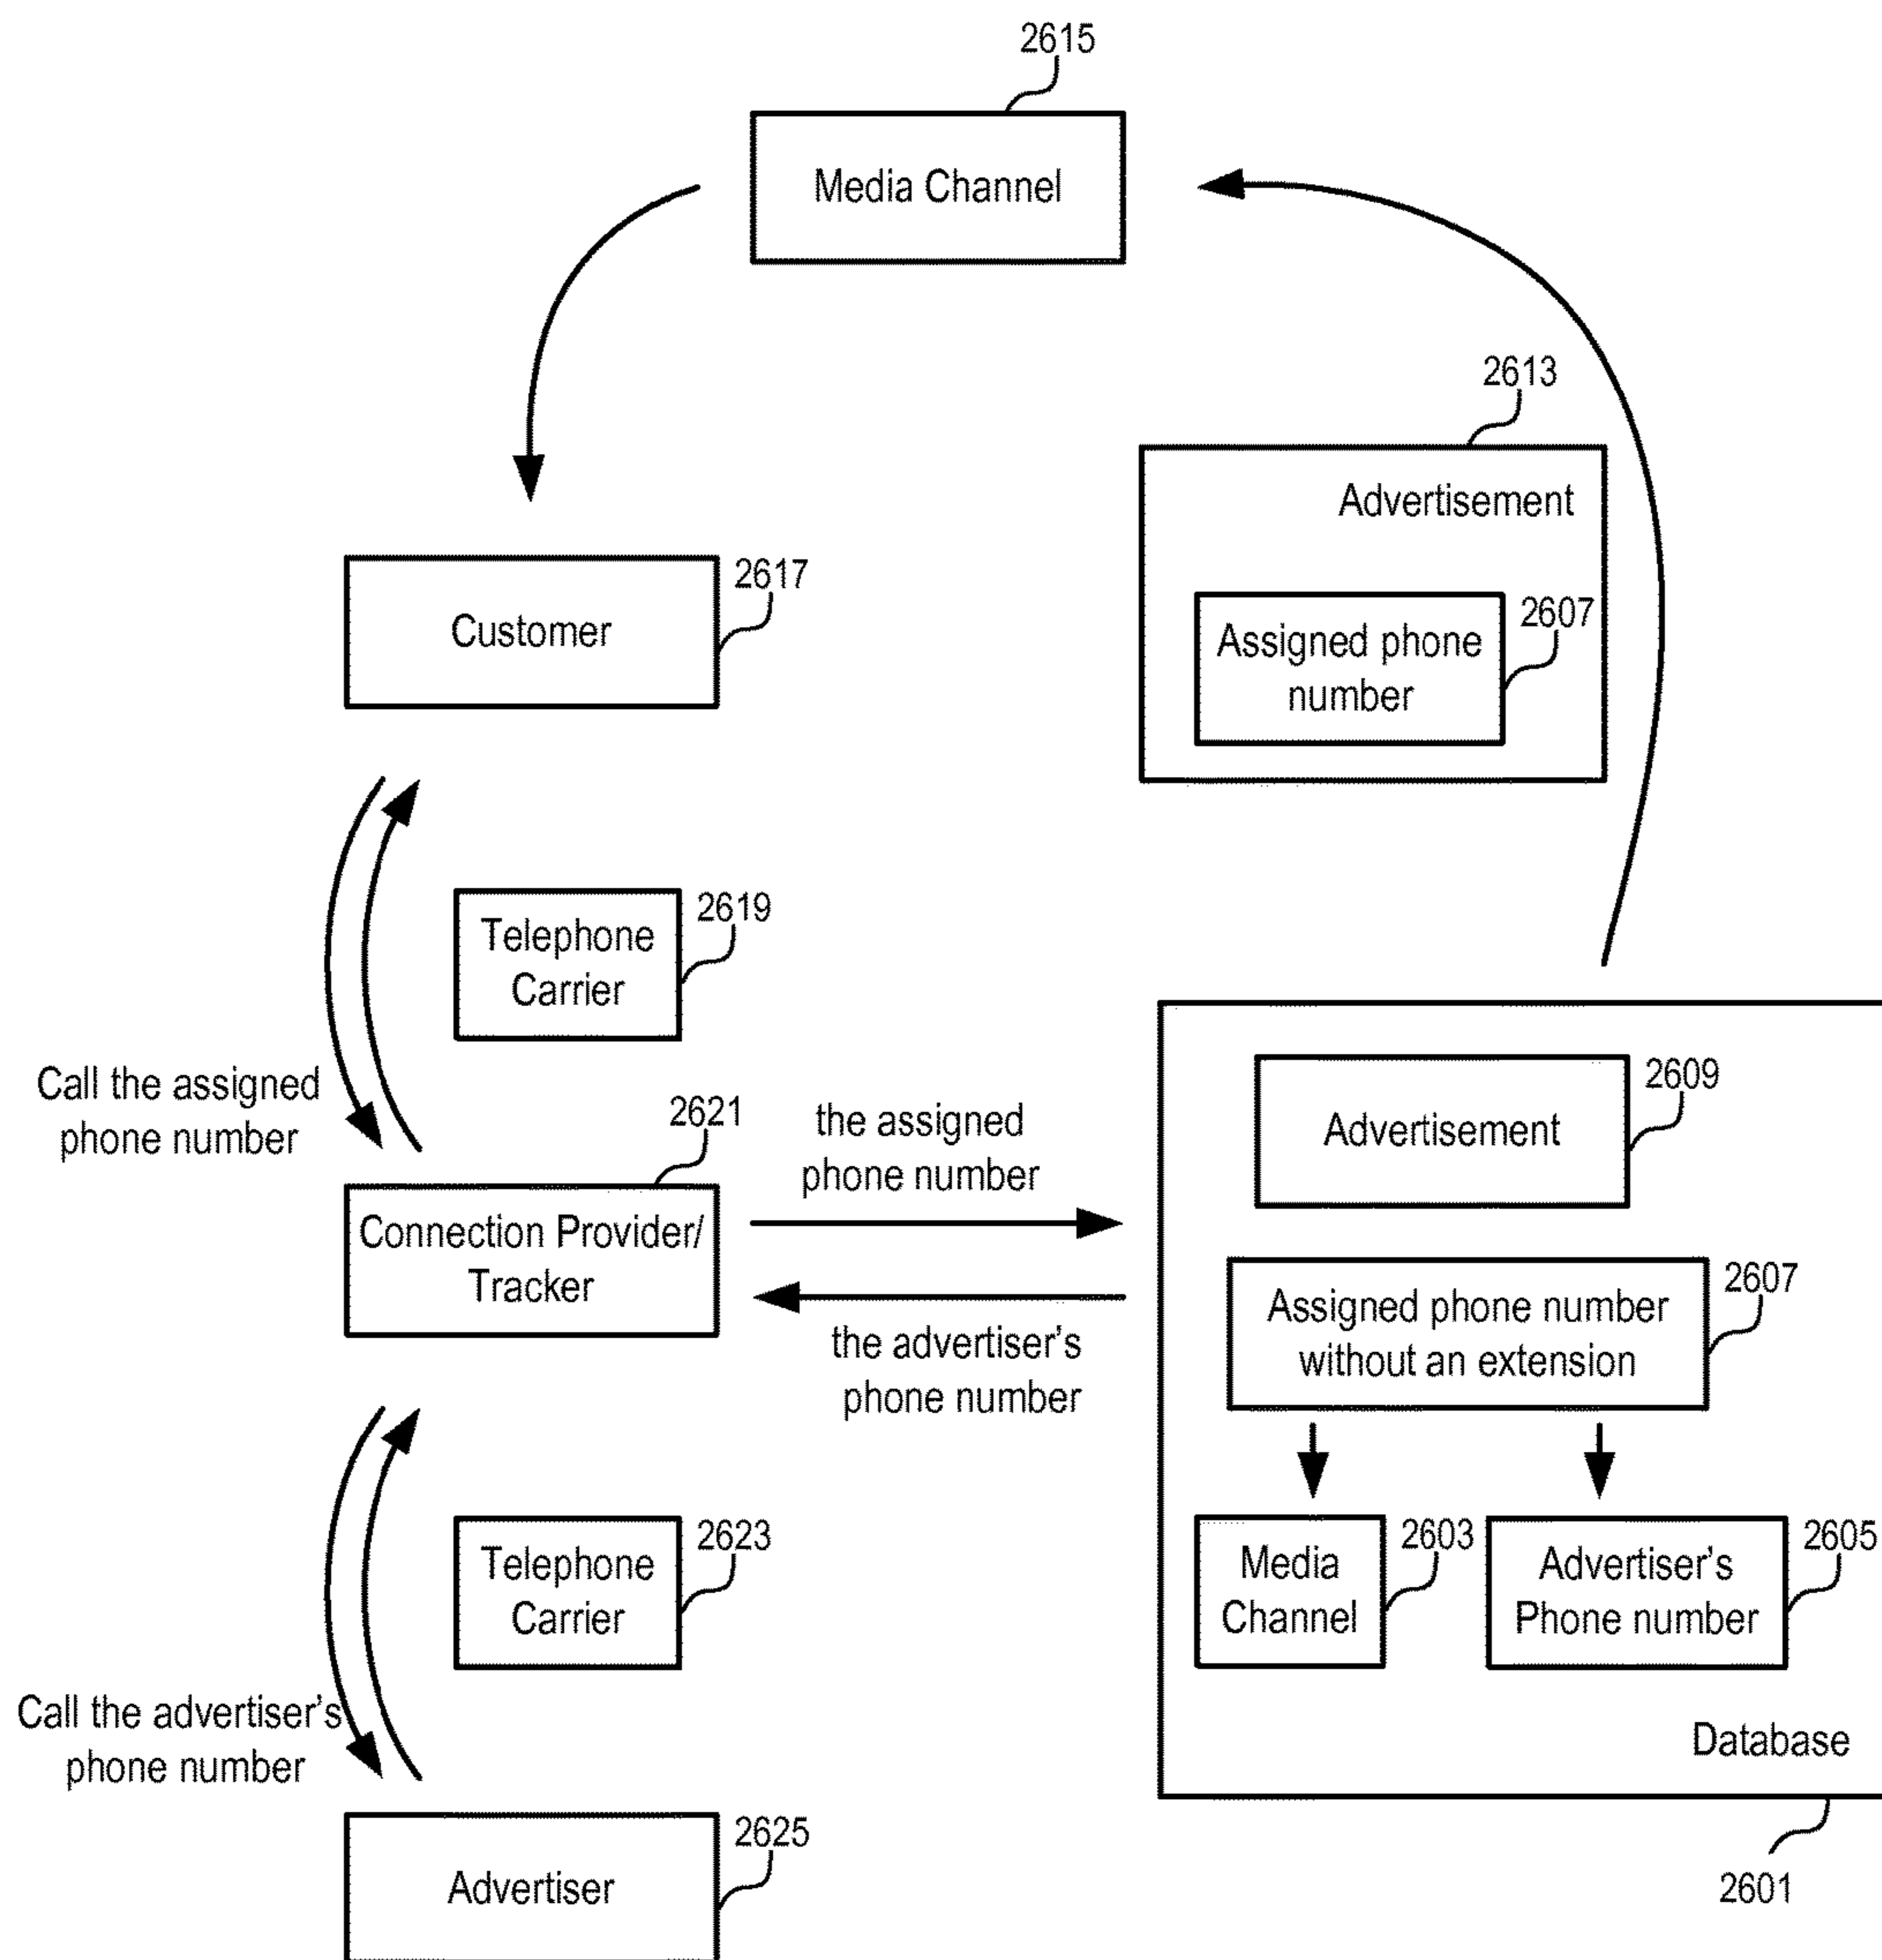 2615
Media Channel
2613
Advertisement
2617
Customer
2607
Assigned phone
number
2619
Telephone
Carrier
Call the assigned
phone number
2621
Connection Provider/
Tracker
the assigned
phone number
the advertiser's
phone number
2609
Advertisement
2607
Assigned phone number
without an extension
2603
Media
Channel
2605
Advertiser's
Phone number
Database
2601
2623
Telephone
Carrier
Call the advertiser's
phone number
2625
Advertiser